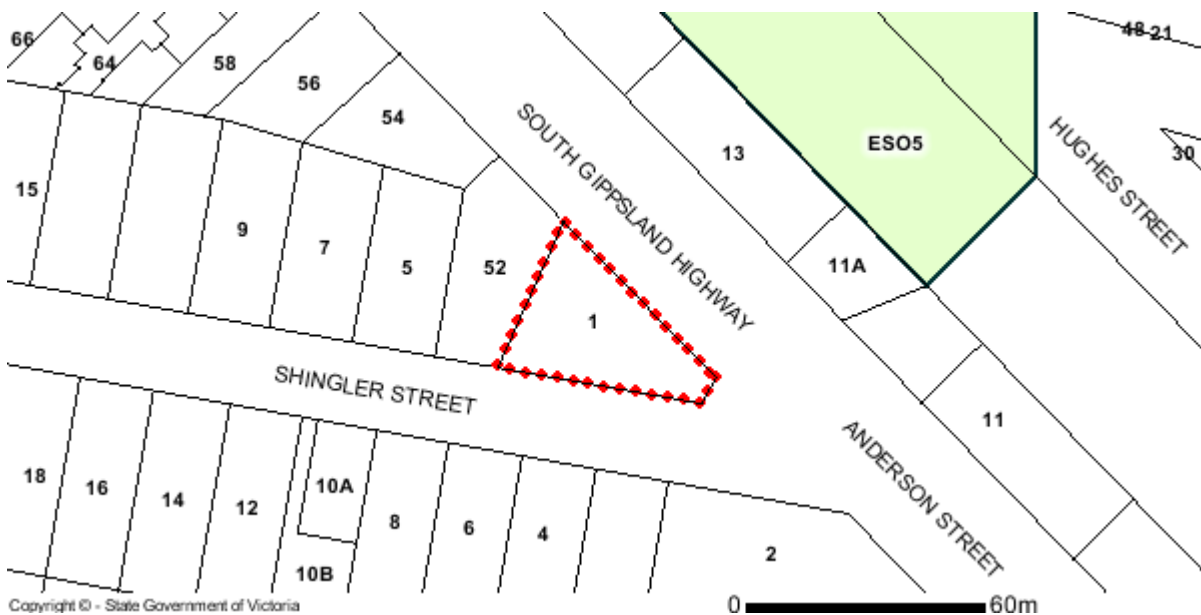 66
64
58
56
54
48 21
30
15
9
7
5
52
1
13
11A
11
ESO5
SOUTH GIPPSLAND HIGHWAY
HUGHES STREET
SHINGLER STREET
ANDERSON STREET
18
16
14
12
10A
10B
8
6
4
2
Copyright © - State Government of Victoria
0 60m